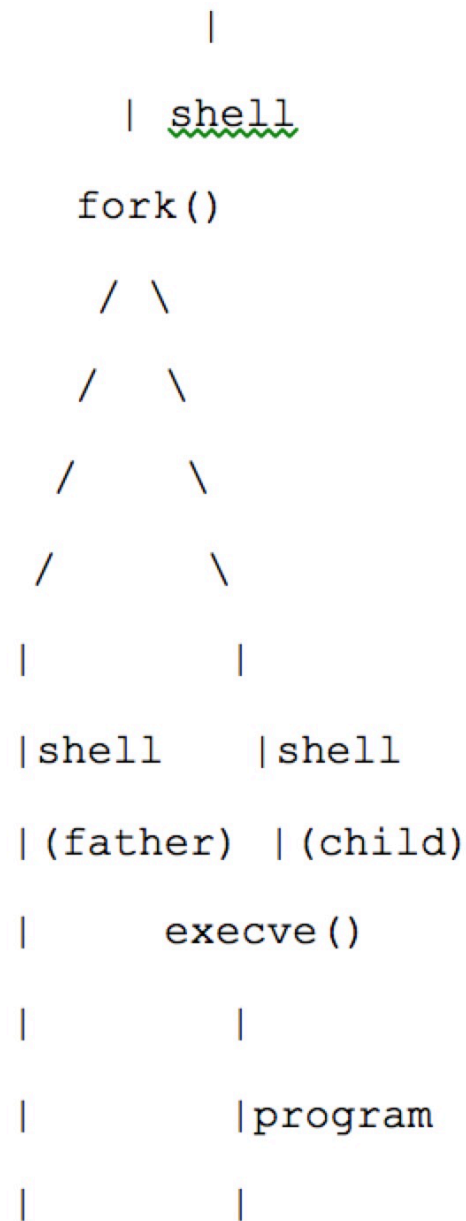 |
| shell
fork()
/ \
/ \
/ \
/ \
| |
|shell |shell
|(father) |(child)
| execve()
| |
| |program
| |